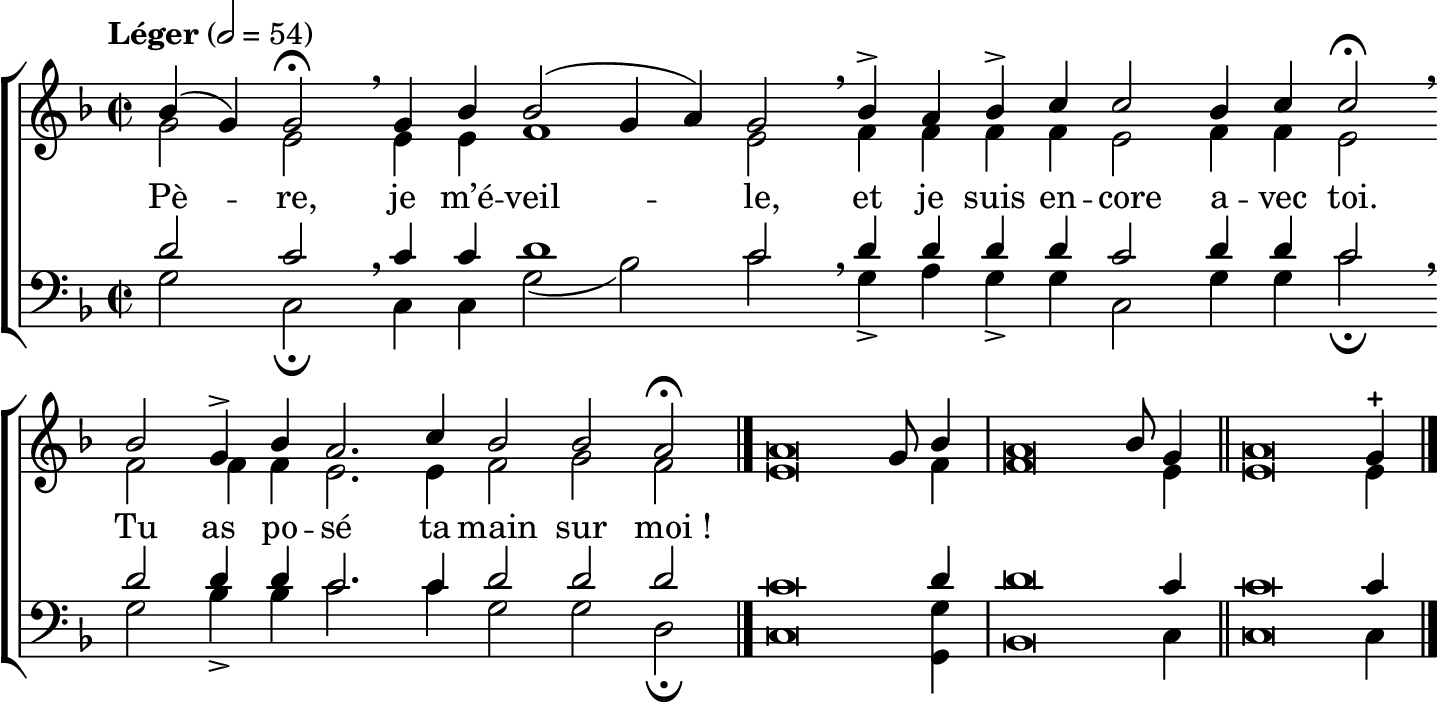 Léger (𝅗𝅥 = 54)
Pè -- re, je m’é -- veil -- le, et je suis en -- core a -- vec toi.
Tu as po -- sé ta main sur moi !